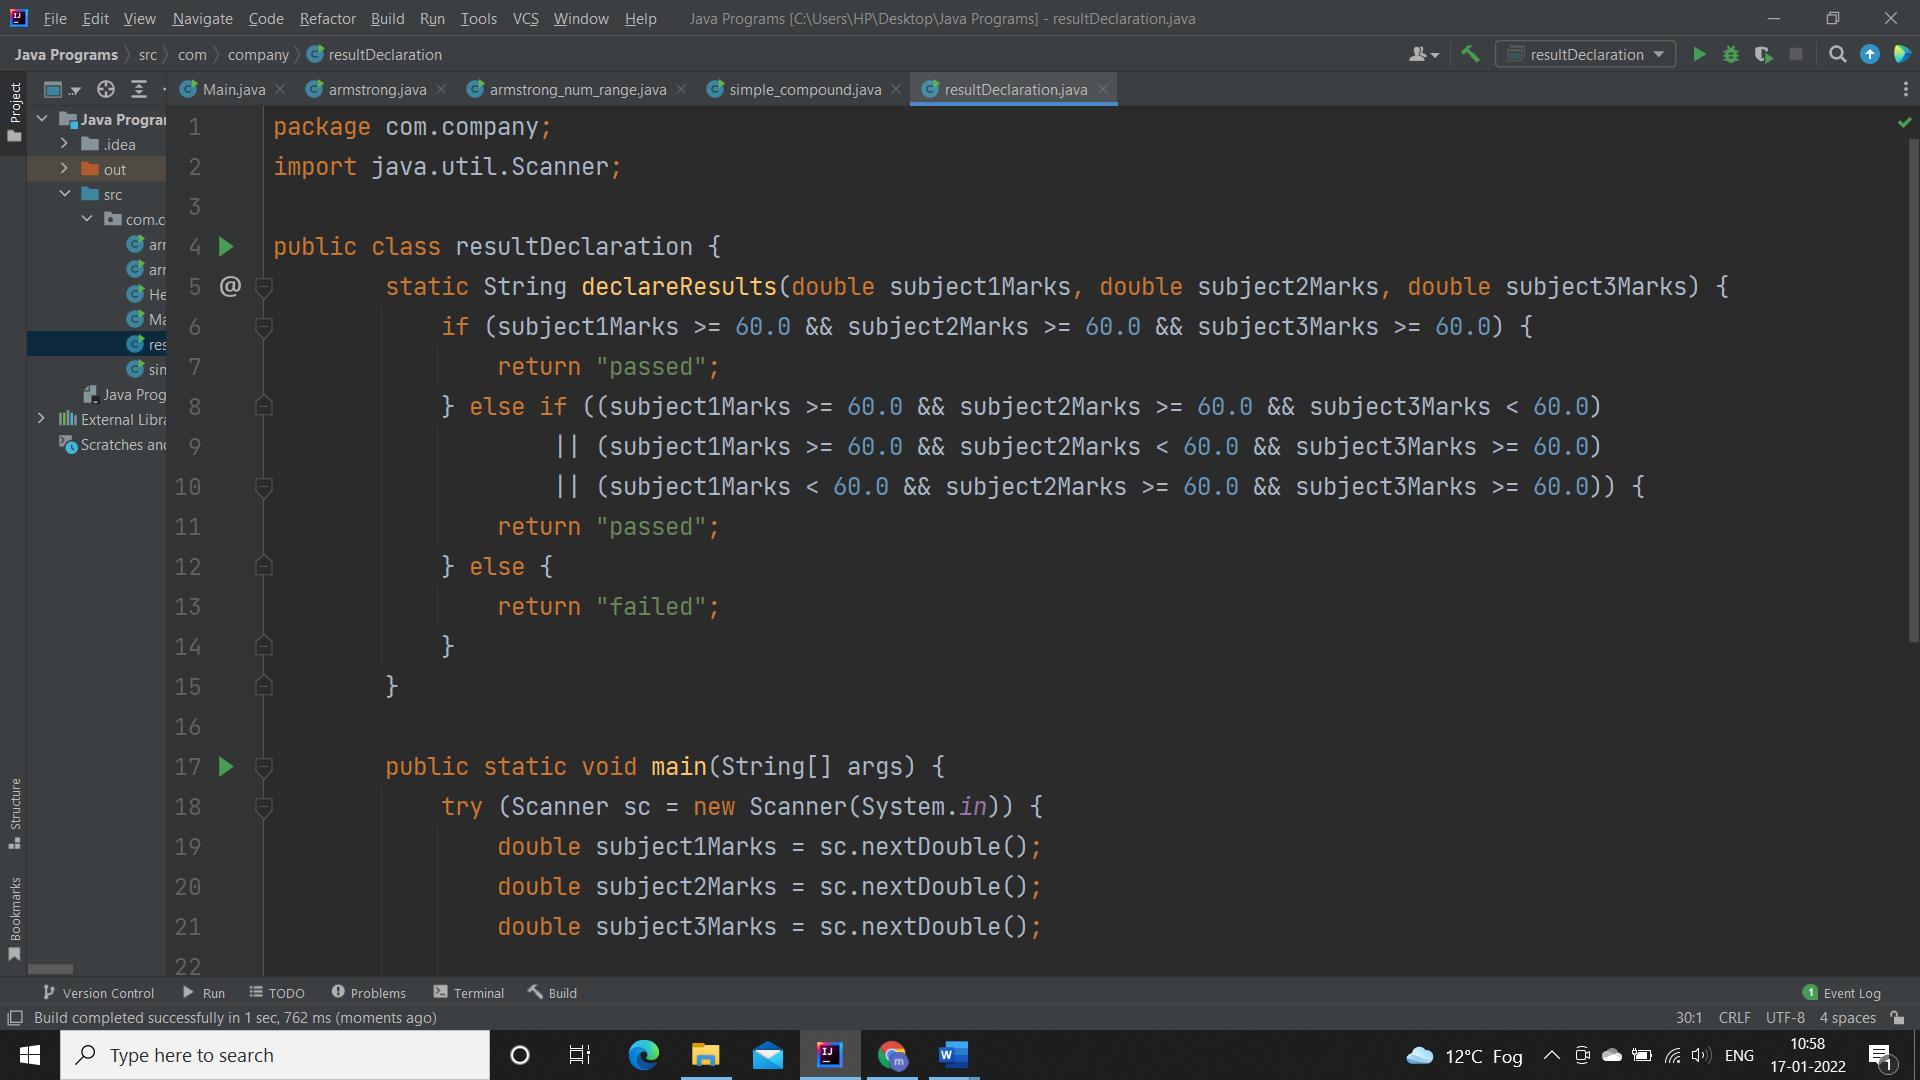 File Edit View Navigate Code Refactor Build Run Tools VCS Window Help Java Programs [C:\Users\HP\Desktop\Java Programs] - resultDeclaration.java
Java Programs src com company resultDeclaration resultDeclaration
Main.java armstrong.java armstrong_num_range.java simple_compound.java resultDeclaration.java
Project
Java Progra
.idea
out
src
com.c
arr
arr
He
Ma
res
sin
Java Prog
External Libra
Scratches and
Structure
Bookmarks
1 package com.company;
2 import java.util.Scanner;
3
4 public class resultDeclaration {
5 @ static String declareResults(double subject1Marks, double subject2Marks, double subject3Marks) {
6 if (subject1Marks >= 60.0 && subject2Marks >= 60.0 && subject3Marks >= 60.0) {
7 return "passed";
8 } else if ((subject1Marks >= 60.0 && subject2Marks >= 60.0 && subject3Marks < 60.0)
9 || (subject1Marks >= 60.0 && subject2Marks < 60.0 && subject3Marks >= 60.0)
10 || (subject1Marks < 60.0 && subject2Marks >= 60.0 && subject3Marks >= 60.0)) {
11 return "passed";
12 } else {
13 return "failed";
14 }
15 }
16
17 public static void main(String[] args) {
18 try (Scanner sc = new Scanner(System.in)) {
19 double subject1Marks = sc.nextDouble();
20 double subject2Marks = sc.nextDouble();
21 double subject3Marks = sc.nextDouble();
22
Version Control Run TODO Problems Terminal Build 1 Event Log
Build completed successfully in 1 sec, 762 ms (moments ago) 30:1 CRLF UTF-8 4 spaces
Type here to search
12°C Fog ENG
10:58
17-01-2022
1